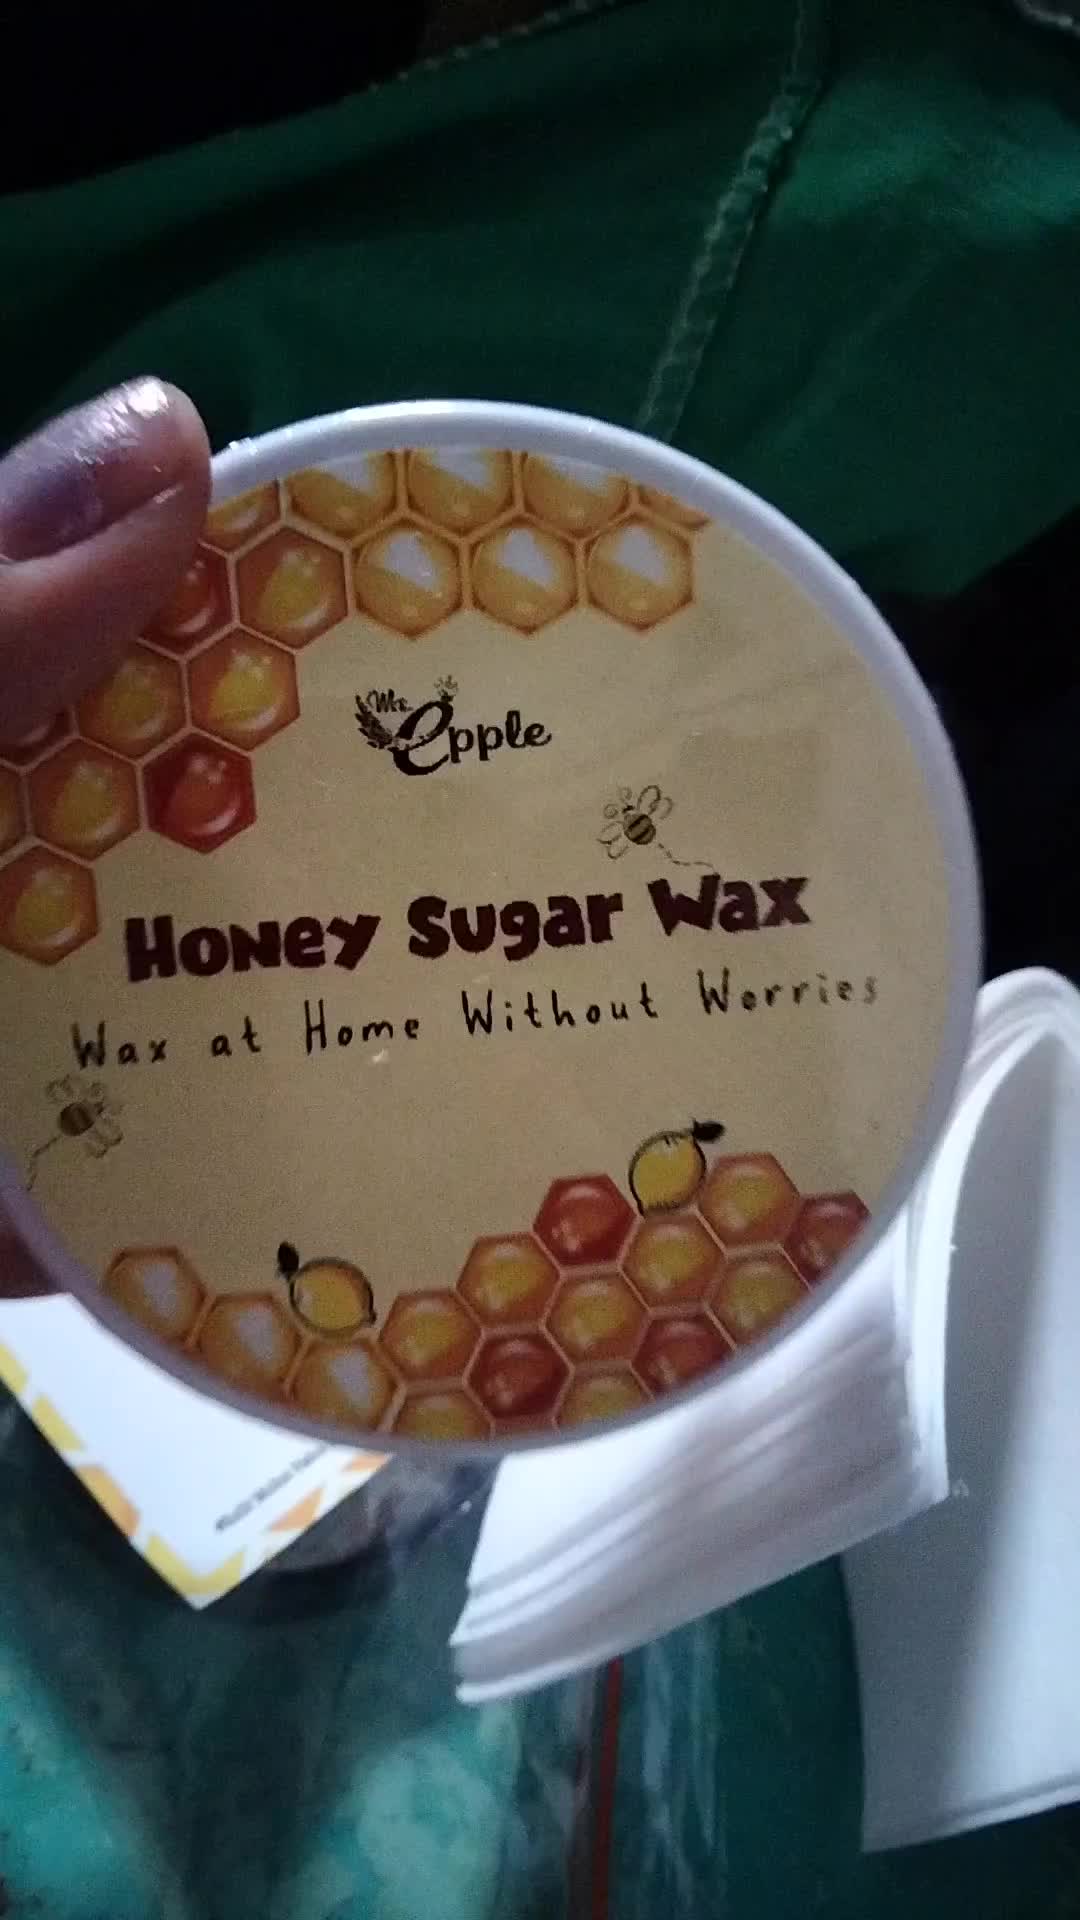 Mr.
epple
Honey Sugar Wax
Wax at Home Without Worries